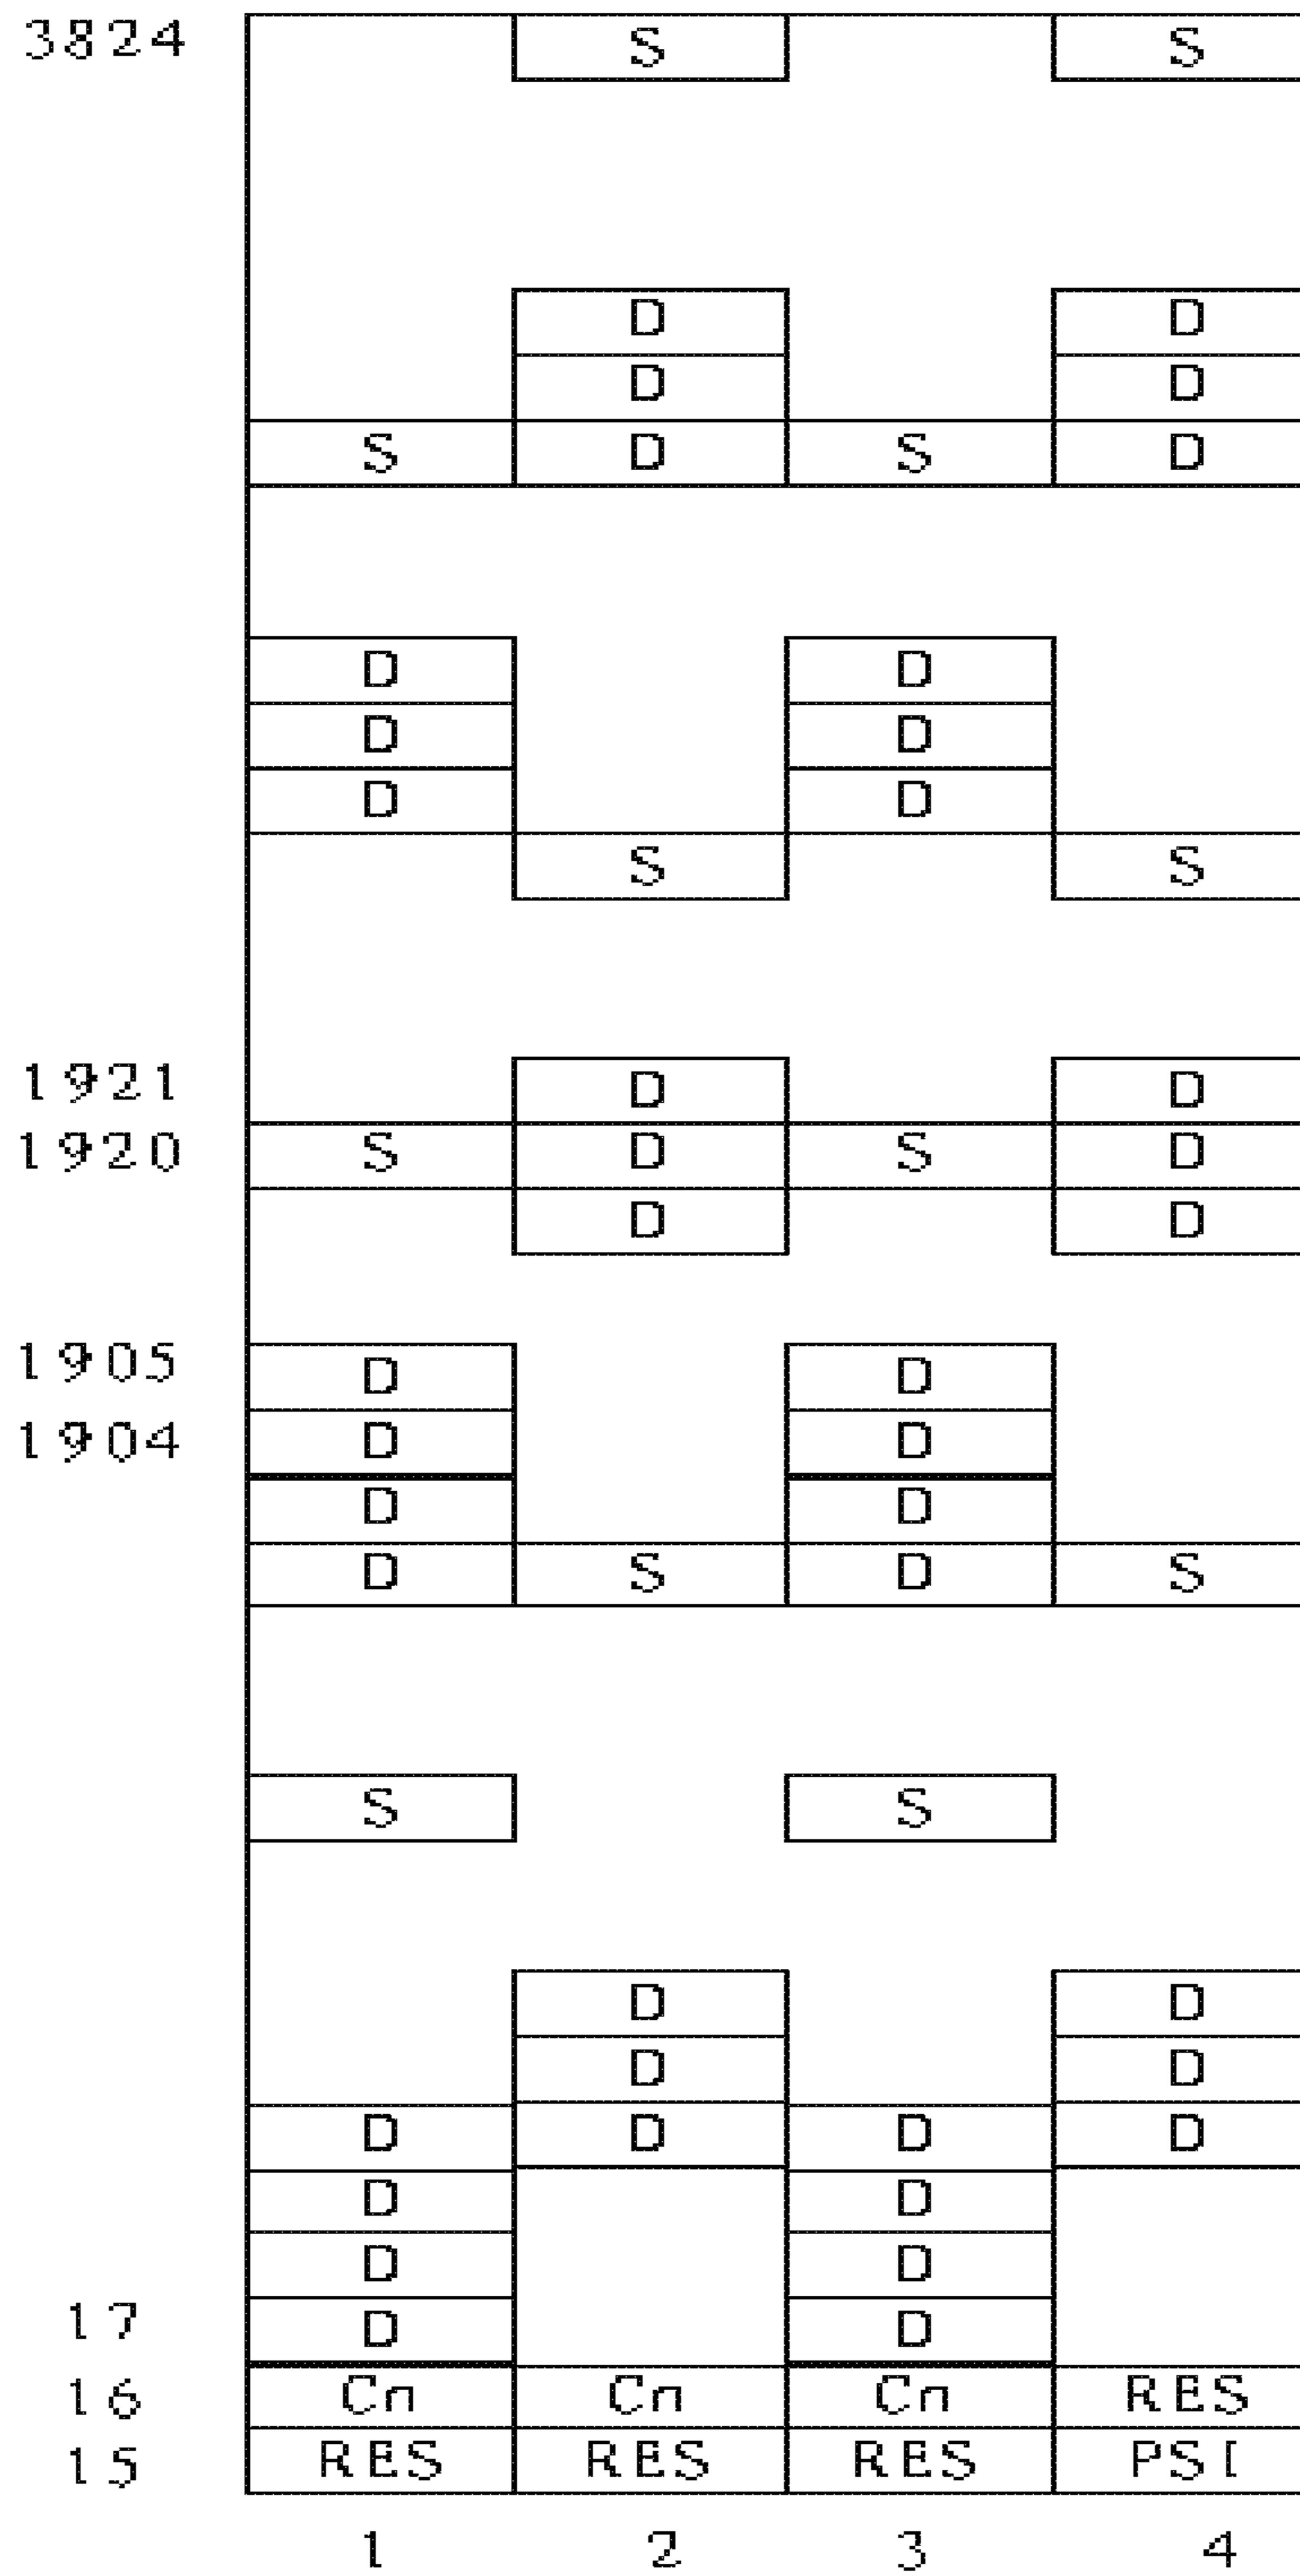 3824 S S
D D
D D
S D S D
D D
D D
D D
S S
1921 D D
1920 S D S D
D D
1905 D D
1904 D D
D D
D S D S
S S
D D
D D
D D D D
D D
D D
17 D D
16 Cn Cn Cn RES
15 RES RES RES PSI
1 2 3 4